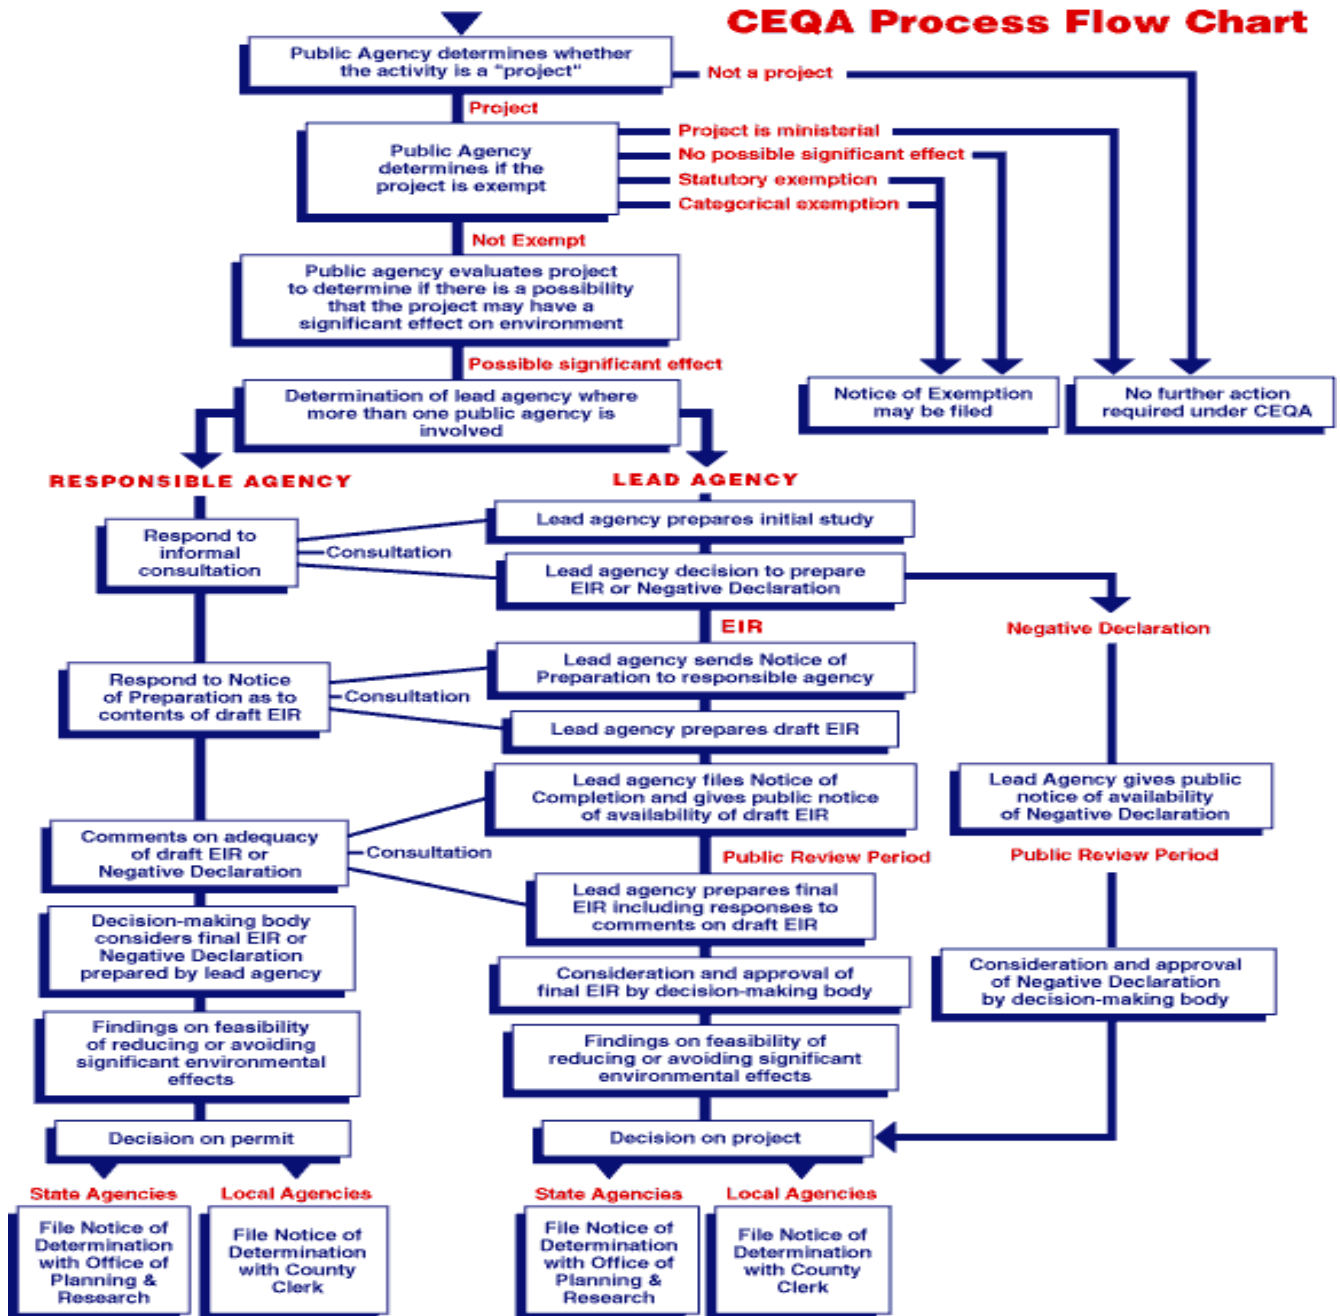 CEQA Process Flow Chart
Public Agency determines whether
the activity is a "project"
Not a project
Project
Public Agency
determines if the
project is exempt
Project is ministerial
No possible significant effect
Statutory exemption
Categorical exemption
Not Exempt
Public agency evaluates project
to determine if there is a possibility
that the project may have a
significant effect on environment
Possible significant effect
Determination of lead agency where
more than one public agency is
involved
Notice of Exemption
may be filed
No further action
required under CEQA
RESPONSIBLE AGENCY
LEAD AGENCY
Respond to
informal
consultation
Consultation
Lead agency prepares initial study
Lead agency decision to prepare
EIR or Negative Declaration
EIR
Negative Declaration
Respond to Notice
of Preparation as to
contents of draft EIR
Consultation
Lead agency sends Notice of
Preparation to responsible agency
Lead agency prepares draft EIR
Lead agency files Notice of
Completion and gives public notice
of availability of draft EIR
Lead Agency gives public
notice of availability
of Negative Declaration
Comments on adequacy
of draft EIR or
Negative Declaration
Consultation
Public Review Period
Public Review Period
Lead agency prepares final
EIR including responses to
comments on draft EIR
Decision-making body
considers final EIR or
Negative Declaration
prepared by lead agency
Consideration and approval of
final EIR by decision-making body
Consideration and approval
of Negative Declaration
by decision-making body
Findings on feasibility
of reducing or avoiding
significant environmental
effects
Findings on feasibility of
reducing or avoiding significant
environmental effects
Decision on permit
Decision on project
State Agencies
Local Agencies
State Agencies
Local Agencies
File Notice of
Determination
with Office of
Planning &
Research
File Notice of
Determination
with County
Clerk
File Notice of
Determination
with Office of
Planning &
Research
File Notice of
Determination
with County
Clerk